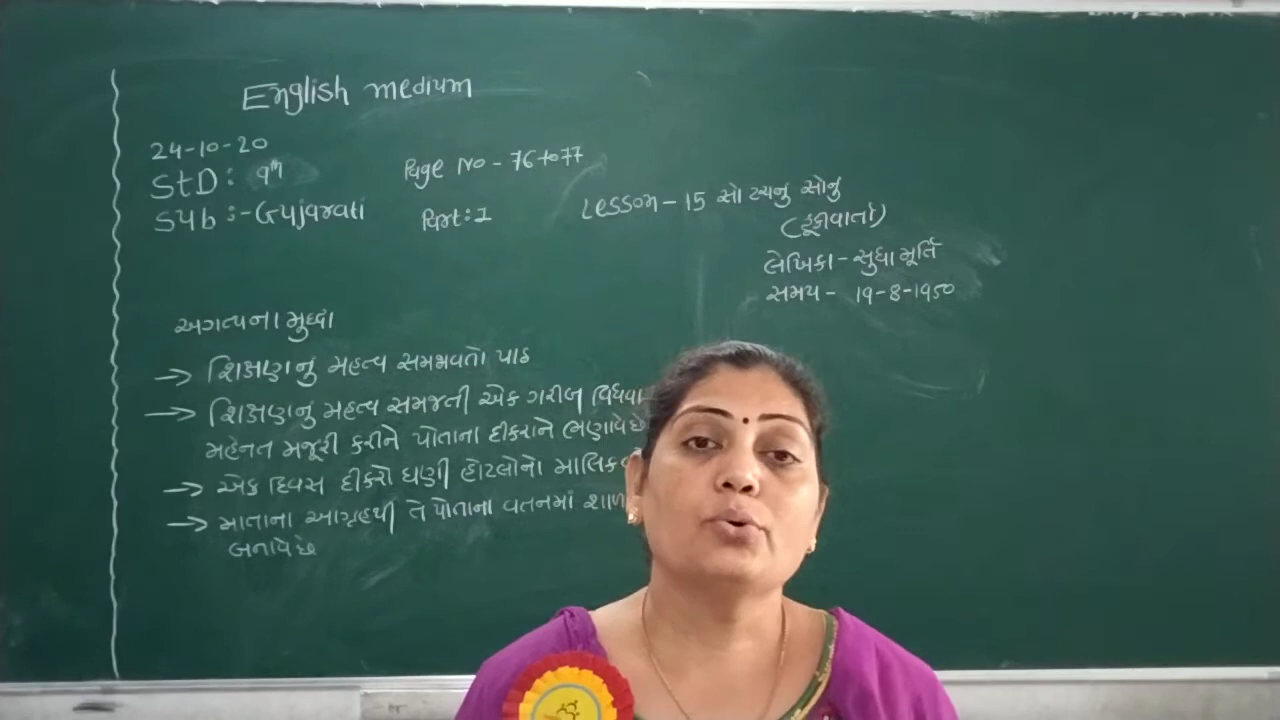 English medium
24-10-20
STD: 9th
Page No - 76 to 77
Sub :- Gujarati
Part: 1
Lesson - 15 સો ટચનુ સોનુ
(ટૂંકીવાર્તા)
લેખિકા - સુધા મૂર્તિ
સમય - 19-8-1950
અગત્યના મુદ્દા
→ શિક્ષણનું મહત્વ સમજાવતો પાઠ
→ શિક્ષણનું મહત્વ સમજતી એક ગરીબ વિધવા
મહેનત મજૂરી કરીને પોતાના દીકરાને ભણાવે છે
→ એક દિવસ દીકરો ઘણી હોટલોનો માલિક
→ માતાના આગ્રહથી તે પોતાના વતનમાં
બનાવે છે